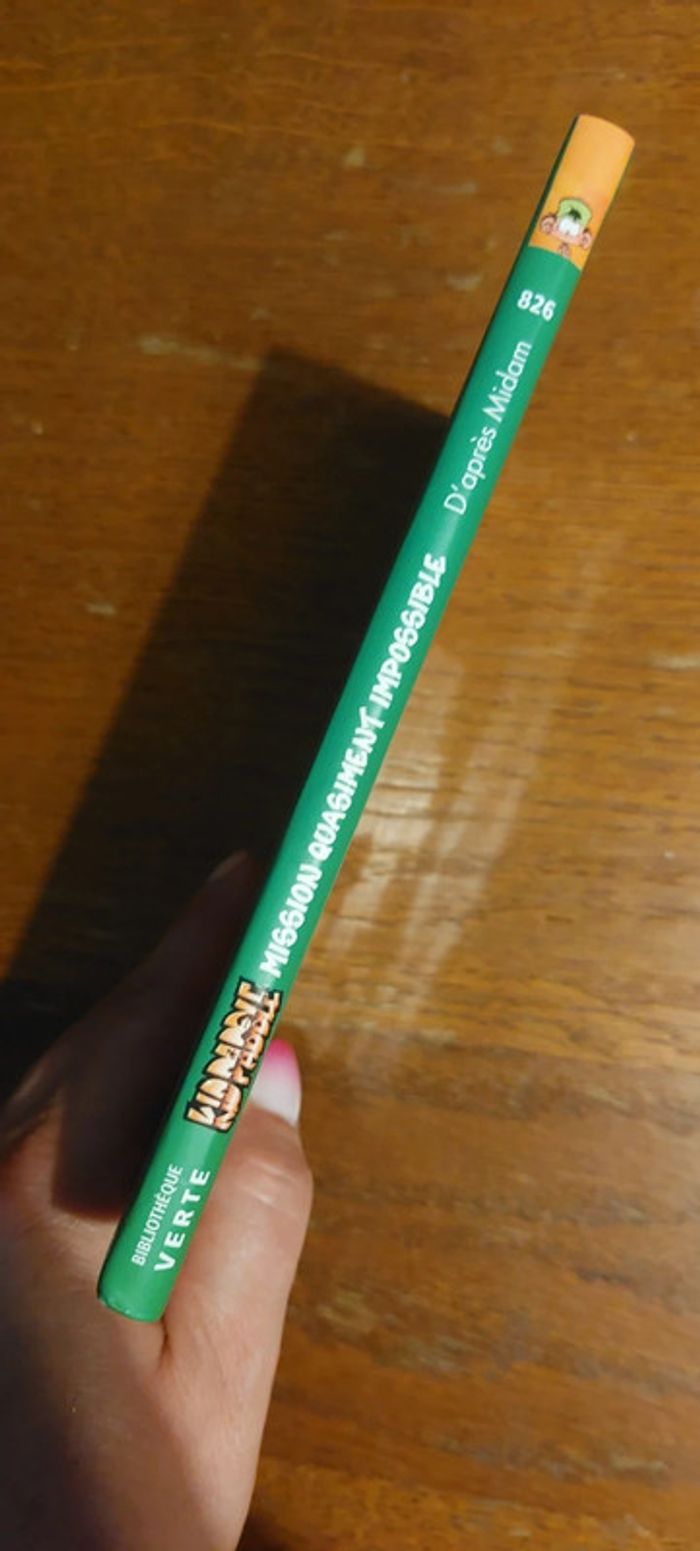 BIBLIOTHÈQUE
VERTE
KID PADDLE
MISSION QUASIMENT IMPOSSIBLE
D'après Midam
826